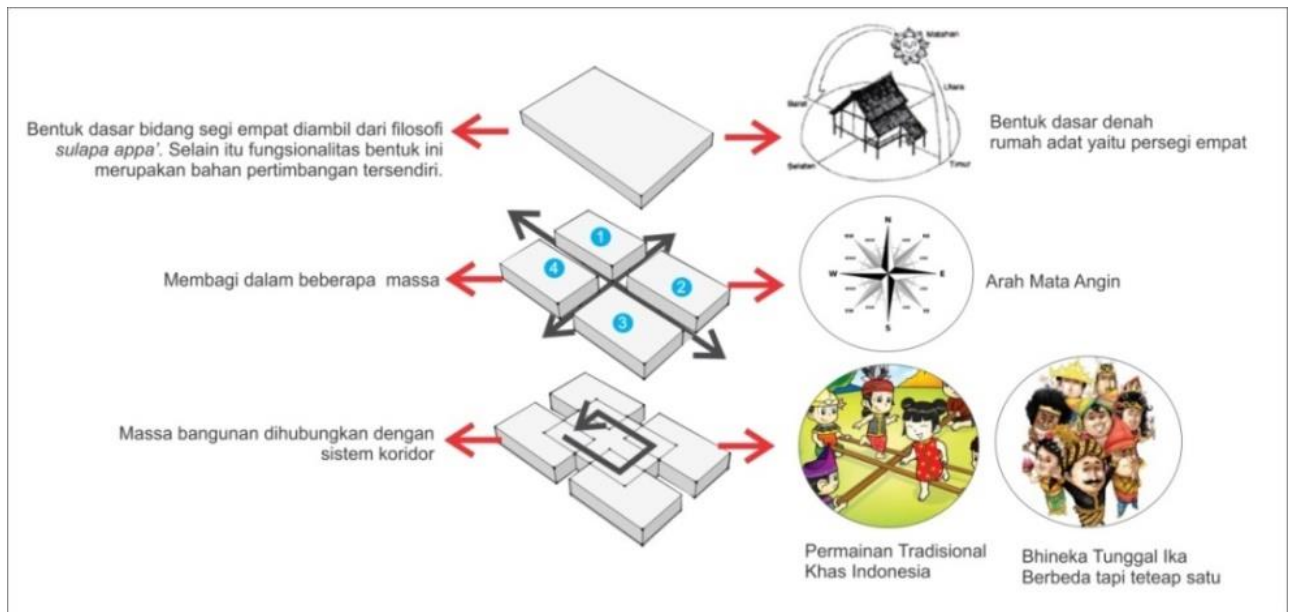 Bentuk dasar bidang segi empat diambil dari filosofi
sulapa appa'. Selain itu fungsionalitas bentuk ini
merupakan bahan pertimbangan tersendiri.
Matahari
Utara
Barat
Selatan
Timur
Bentuk dasar denah
rumah adat yaitu persegi empat
Membagi dalam beberapa massa
1
2
3
4
N
W
E
S
Arah Mata Angin
Massa bangunan dihubungkan dengan
sistem koridor
Permainan Tradisional
Khas Indonesia
Bhineka Tunggal Ika
Berbeda tapi teteap satu